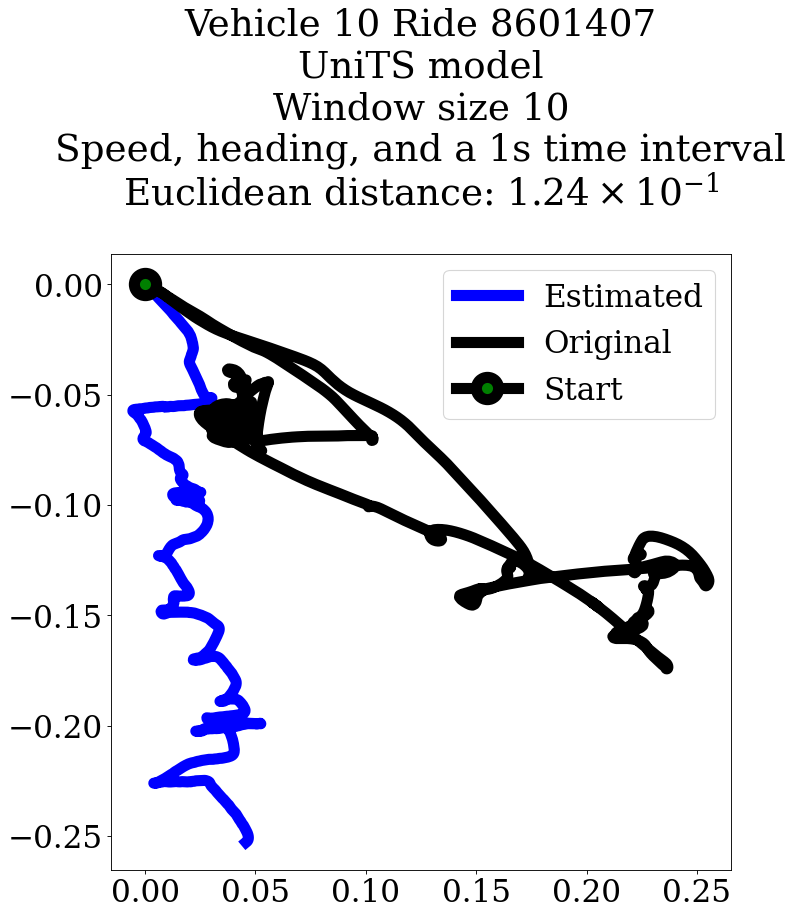 Vehicle 10 Ride 8601407
UniTS model
Window size 10
Speed, heading, and a 1s time interval
Euclidean distance: 1.24 × 10⁻¹
Estimated
Original
Start
0.00
−0.05
−0.10
−0.15
−0.20
−0.25
0.00 0.05 0.10 0.15 0.20 0.25